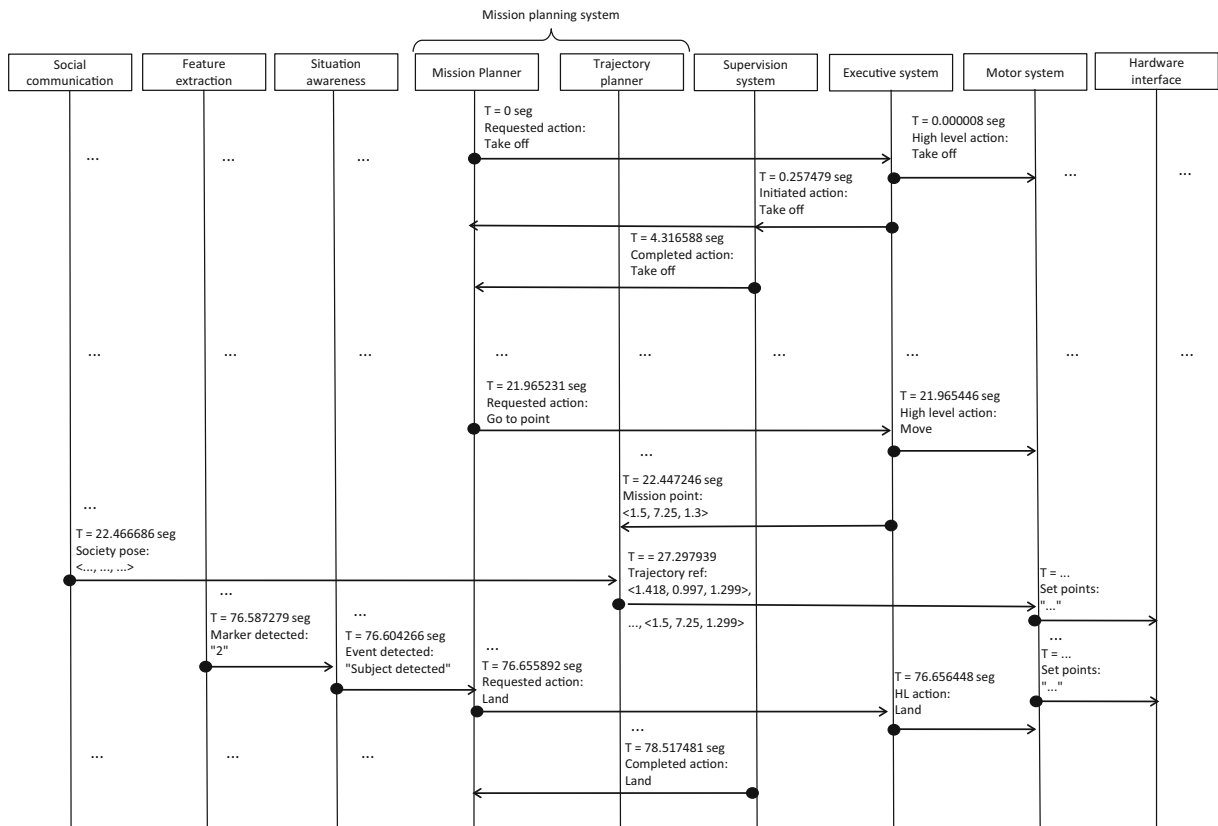 Mission planning system
Social
communication
Feature
extraction
Situation
awareness
Mission Planner
Trajectory
planner
Supervision
system
Executive system
Motor system
Hardware
interface
T = 0 seg
Requested action:
Take off
T = 0.000008 seg
High level action:
Take off
...
...
...
...
...
T = 0.257479 seg
Initiated action:
Take off
T = 4.316588 seg
Completed action:
Take off
...
...
...
...
...
...
...
...
...
T = 21.965231 seg
Requested action:
Go to point
T = 21.965446 seg
High level action:
Move
...
T = 22.447246 seg
Mission point:
<1.5, 7.25, 1.3>
...
T = 22.466686 seg
Society pose:
<..., ..., ...>
T = = 27.297939
Trajectory ref:
<1.418, 0.997, 1.299>,
..., <1.5, 7.25, 1.299>
T = ...
Set points:
"..."
...
T = 76.587279 seg
Marker detected:
"2"
...
T = 76.604266 seg
Event detected:
"Subject detected"
...
T = 76.655892 seg
Requested action:
Land
...
T = ...
Set points:
"..."
T = 76.656448 seg
HL action:
Land
...
T = 78.517481 seg
Completed action:
Land
...
...
...